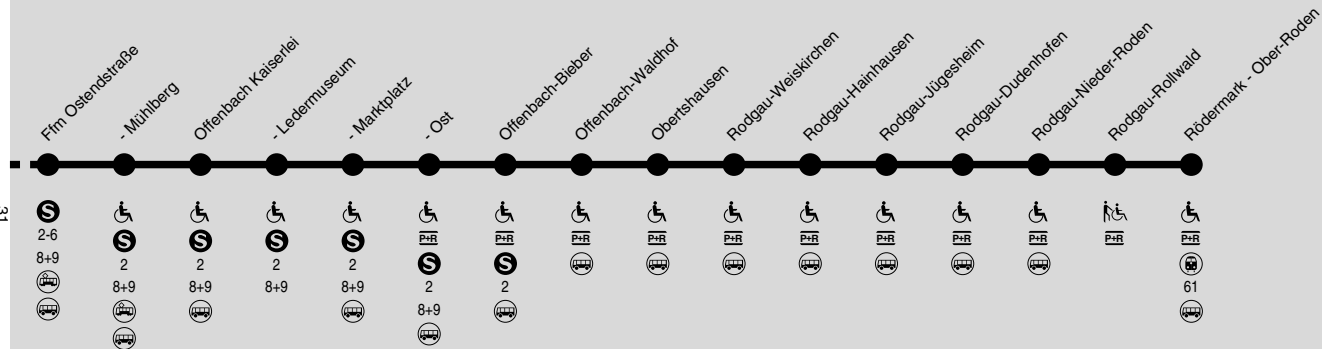 Ffm Ostendstraße
- Mühlberg
Offenbach Kaiserlei
- Ledermuseum
- Marktplatz
- Ost
Offenbach-Bieber
Offenbach-Waldhof
Obertshausen
Rodgau-Weiskirchen
Rodgau-Hainhausen
Rodgau-Jügesheim
Rodgau-Dudenhofen
Rodgau-Nieder-Roden
Rodgau-Rollwald
Rödermark - Ober-Roden
31
S
2-6
8+9
S
2
8+9
S
2
8+9
S
2
8+9
S
2
8+9
P+R
S
2
8+9
P+R
S
2
P+R
P+R
P+R
P+R
P+R
P+R
P+R
P+R
P+R
61